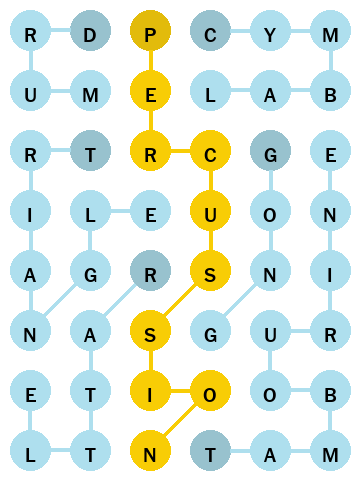 R D P C Y M
U M E L A B
R T R C G E
I L E U O N
A G R S N I
N A S G U R
E T I O O B
L T N T A M